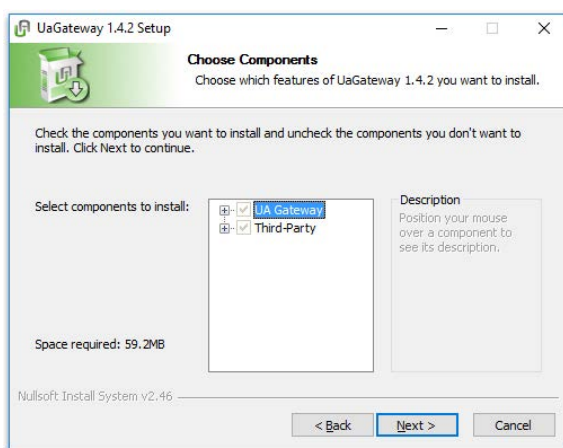 UaGateway 1.4.2 Setup
Choose Components
Choose which features of UaGateway 1.4.2 you want to install.
Check the components you want to install and uncheck the components you don't want to
install. Click Next to continue.
Select components to install:
UA Gateway
Third-Party
Description
Position your mouse
over a component to
see its description.
Space required: 59.2MB
Nullsoft Install System v2.46
< Back
Next >
Cancel